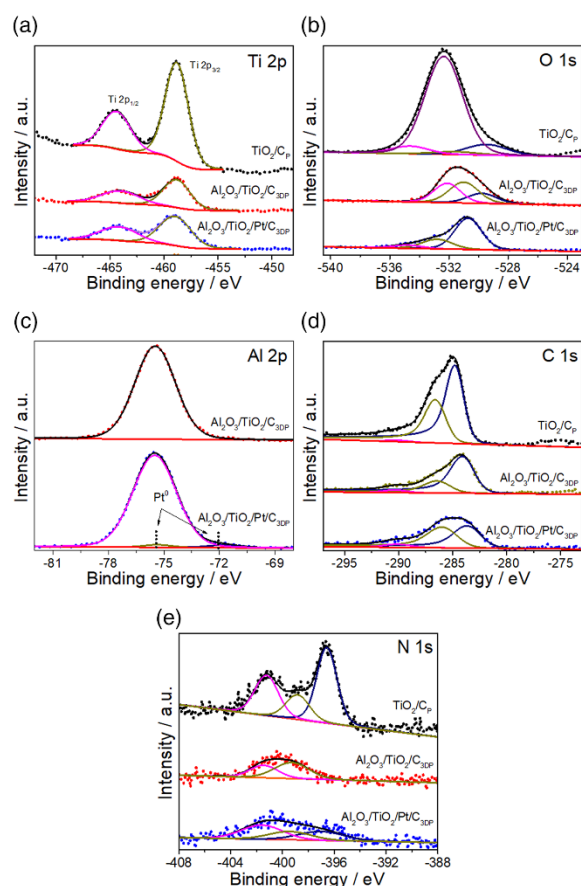 (a)
Ti 2p
Ti 2p1/2
Ti 2p3/2
TiO2/CP
Al2O3/TiO2/C3DP
Al2O3/TiO2/Pt/C3DP
Intensity / a.u.
-470 -465 -460 -455 -450
Binding energy / eV
(b)
O 1s
TiO2/CP
Al2O3/TiO2/C3DP
Al2O3/TiO2/Pt/C3DP
Intensity / a.u.
-540 -536 -532 -528 -524
Binding energy / eV
(c)
Al 2p
Al2O3/TiO2/C3DP
Pt0
Al2O3/TiO2/Pt/C3DP
Intensity / a.u.
-81 -78 -75 -72 -69
Binding energy / eV
(d)
C 1s
TiO2/CP
Al2O3/TiO2/C3DP
Al2O3/TiO2/Pt/C3DP
Intensity / a.u.
-295 -290 -285 -280 -275
Binding energy / eV
(e)
N 1s
TiO2/CP
Al2O3/TiO2/C3DP
Al2O3/TiO2/Pt/C3DP
Intensity / a.u.
-408 -404 -400 -396 -392 -388
Binding energy / eV